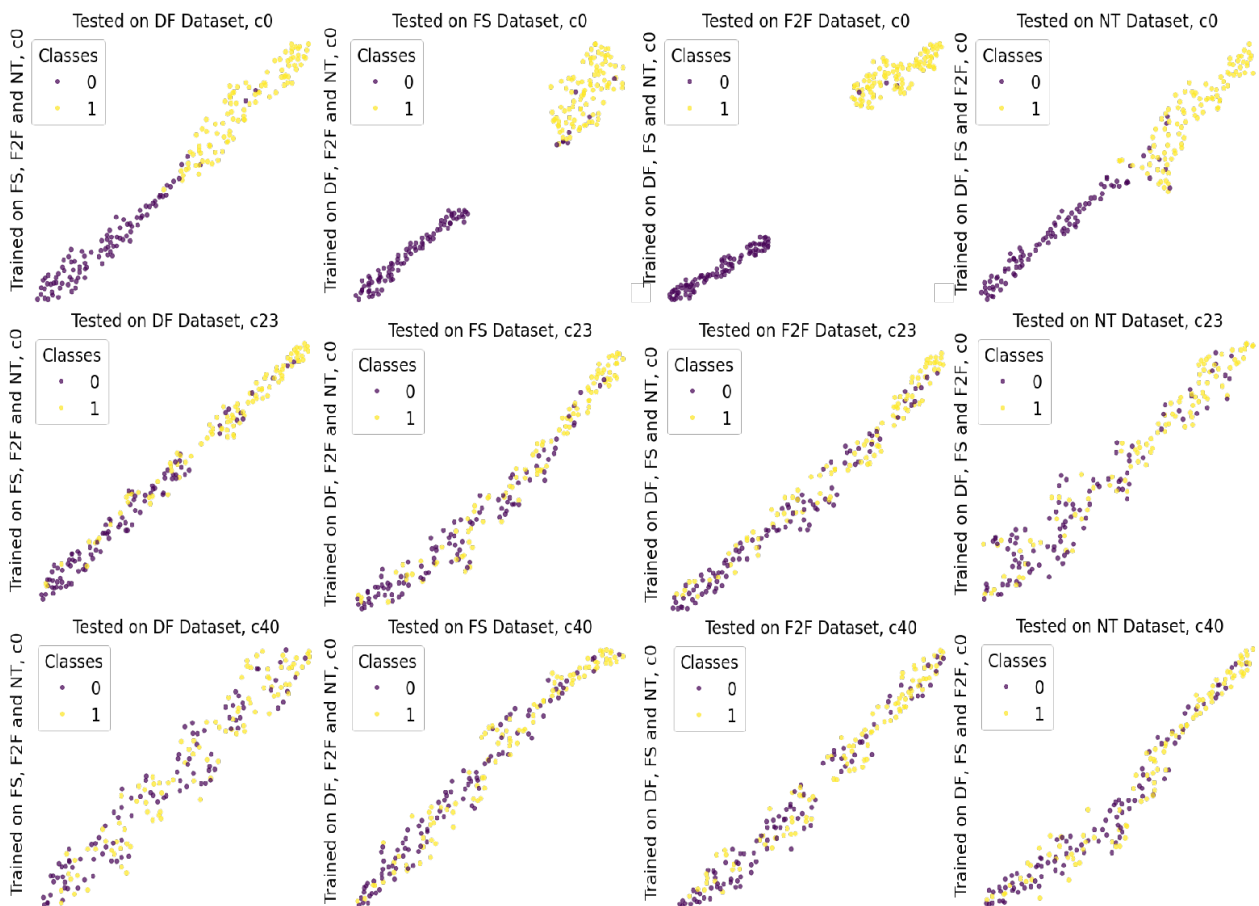 Tested on DF Dataset, c0
Trained on FS, F2F and NT, c0
Classes
0
1
Tested on FS Dataset, c0
Trained on DF, F2F and NT, c0
Classes
0
1
Tested on F2F Dataset, c0
Trained on DF, FS and NT, c0
Classes
0
1
Tested on NT Dataset, c0
Trained on DF, FS and F2F, c0
Classes
0
1
Tested on DF Dataset, c23
Trained on FS, F2F and NT, c0
Classes
0
1
Tested on FS Dataset, c23
Trained on DF, F2F and NT, c0
Classes
0
1
Tested on F2F Dataset, c23
Trained on DF, FS and NT, c0
Classes
0
1
Tested on NT Dataset, c23
Trained on DF, FS and F2F, c0
Classes
0
1
Tested on DF Dataset, c40
Trained on FS, F2F and NT, c0
Classes
0
1
Tested on FS Dataset, c40
Trained on DF, F2F and NT, c0
Classes
0
1
Tested on F2F Dataset, c40
Trained on DF, FS and NT, c0
Classes
0
1
Tested on NT Dataset, c40
Trained on DF, FS and F2F, c0
Classes
0
1